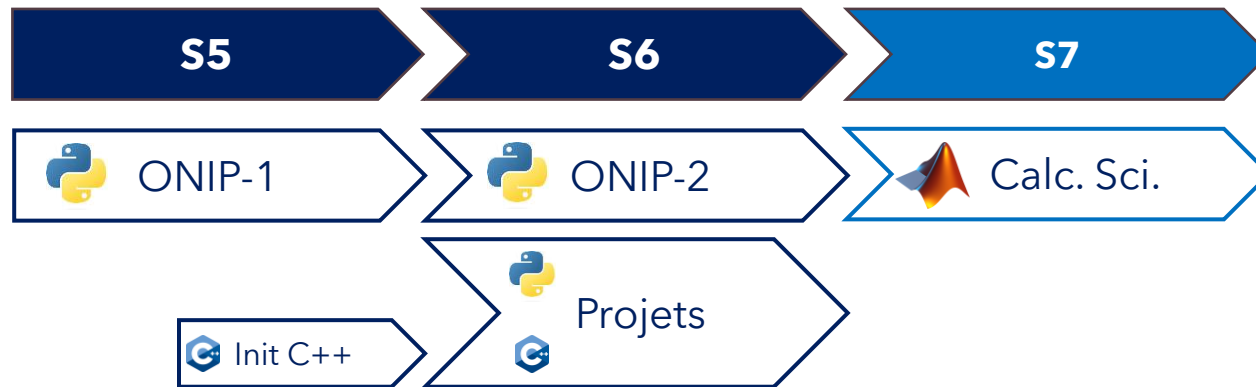 S5
S6
S7
ONIP-1
ONIP-2
Calc. Sci.
Init C++
Projets